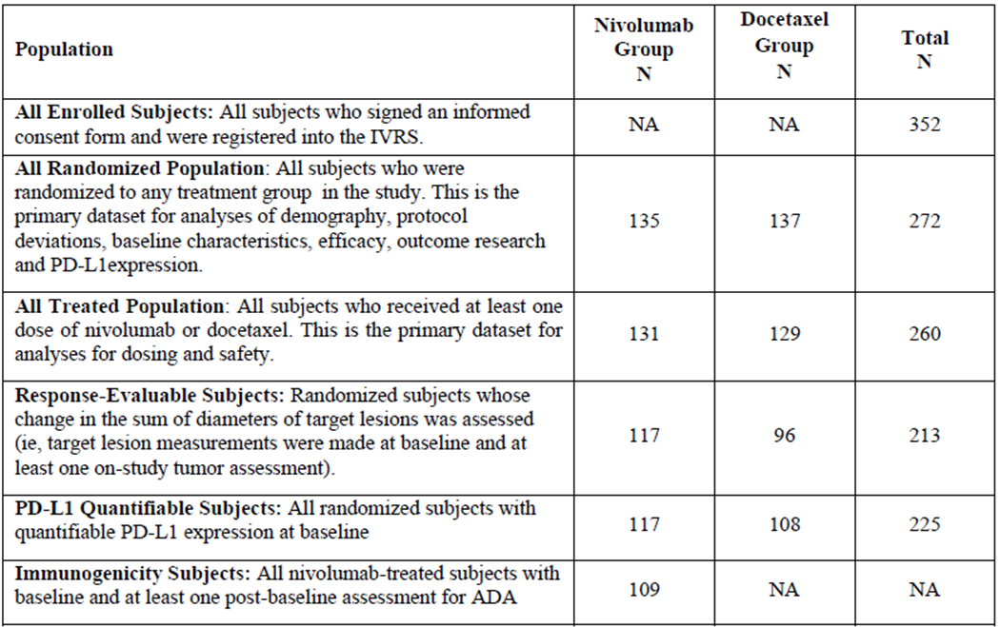 Population
Nivolumab
Group
N
Docetaxel
Group
N
Total
N
All Enrolled Subjects: All subjects who signed an informed
consent form and were registered into the IVRS.
NA
NA
352
All Randomized Population: All subjects who were
randomized to any treatment group in the study. This is the
primary dataset for analyses of demography, protocol
deviations, baseline characteristics, efficacy, outcome research
and PD-L1expression.
135
137
272
All Treated Population: All subjects who received at least one
dose of nivolumab or docetaxel. This is the primary dataset for
analyses for dosing and safety.
131
129
260
Response-Evaluable Subjects: Randomized subjects whose
change in the sum of diameters of target lesions was assessed
(ie, target lesion measurements were made at baseline and at
least one on-study tumor assessment).
117
96
213
PD-L1 Quantifiable Subjects: All randomized subjects with
quantifiable PD-L1 expression at baseline
117
108
225
Immunogenicity Subjects: All nivolumab-treated subjects with
baseline and at least one post-baseline assessment for ADA
109
NA
NA